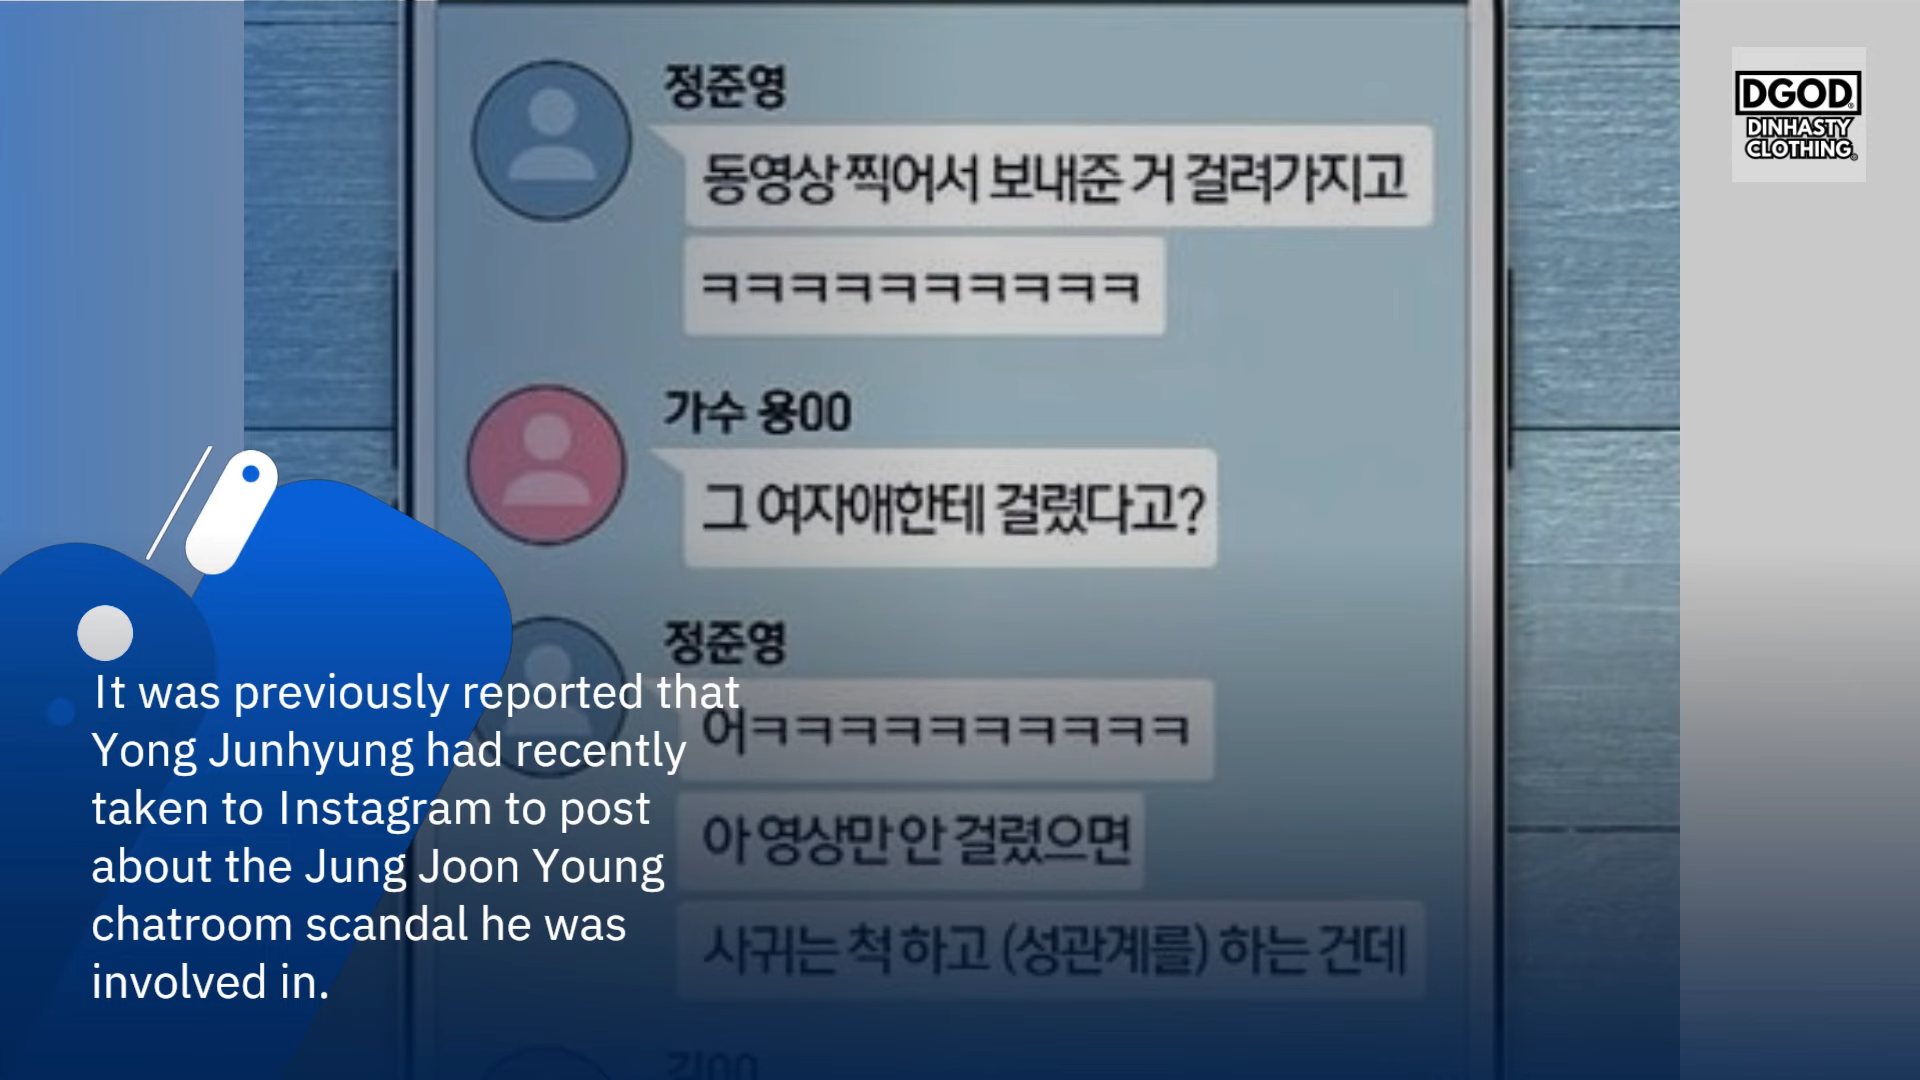 정준영
동영상 찍어서 보내준 거 걸려가지고
ㅋㅋㅋㅋㅋㅋㅋㅋㅋㅋ
가수 용00
그 여자애한테 걸렸다고?
정준영
어ㅋㅋㅋㅋㅋㅋㅋㅋㅋㅋ
아 영상만 안 걸렸으면
사귀는 척 하고 (성관계를) 하는 건데
김00
DGOD
DINHASTY
CLOTHING
It was previously reported that
Yong Junhyung had recently
taken to Instagram to post
about the Jung Joon Young
chatroom scandal he was
involved in.